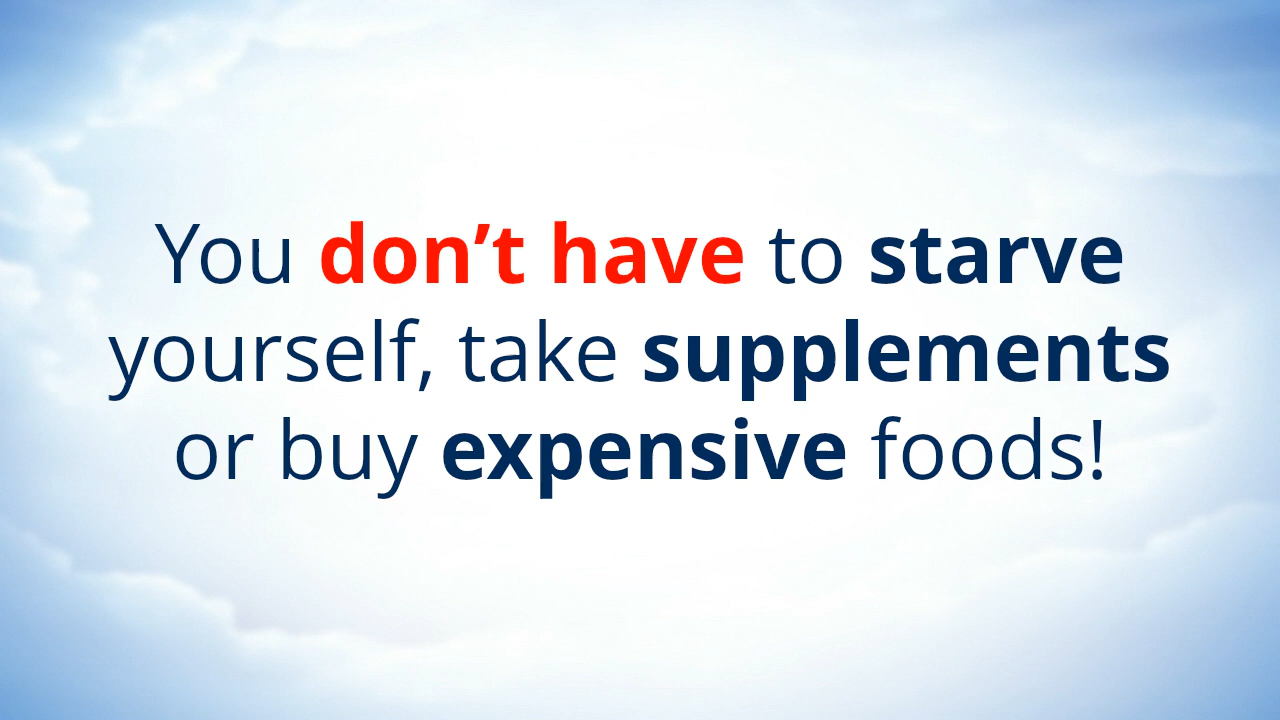 You don’t have to starve
yourself, take supplements
or buy expensive foods!